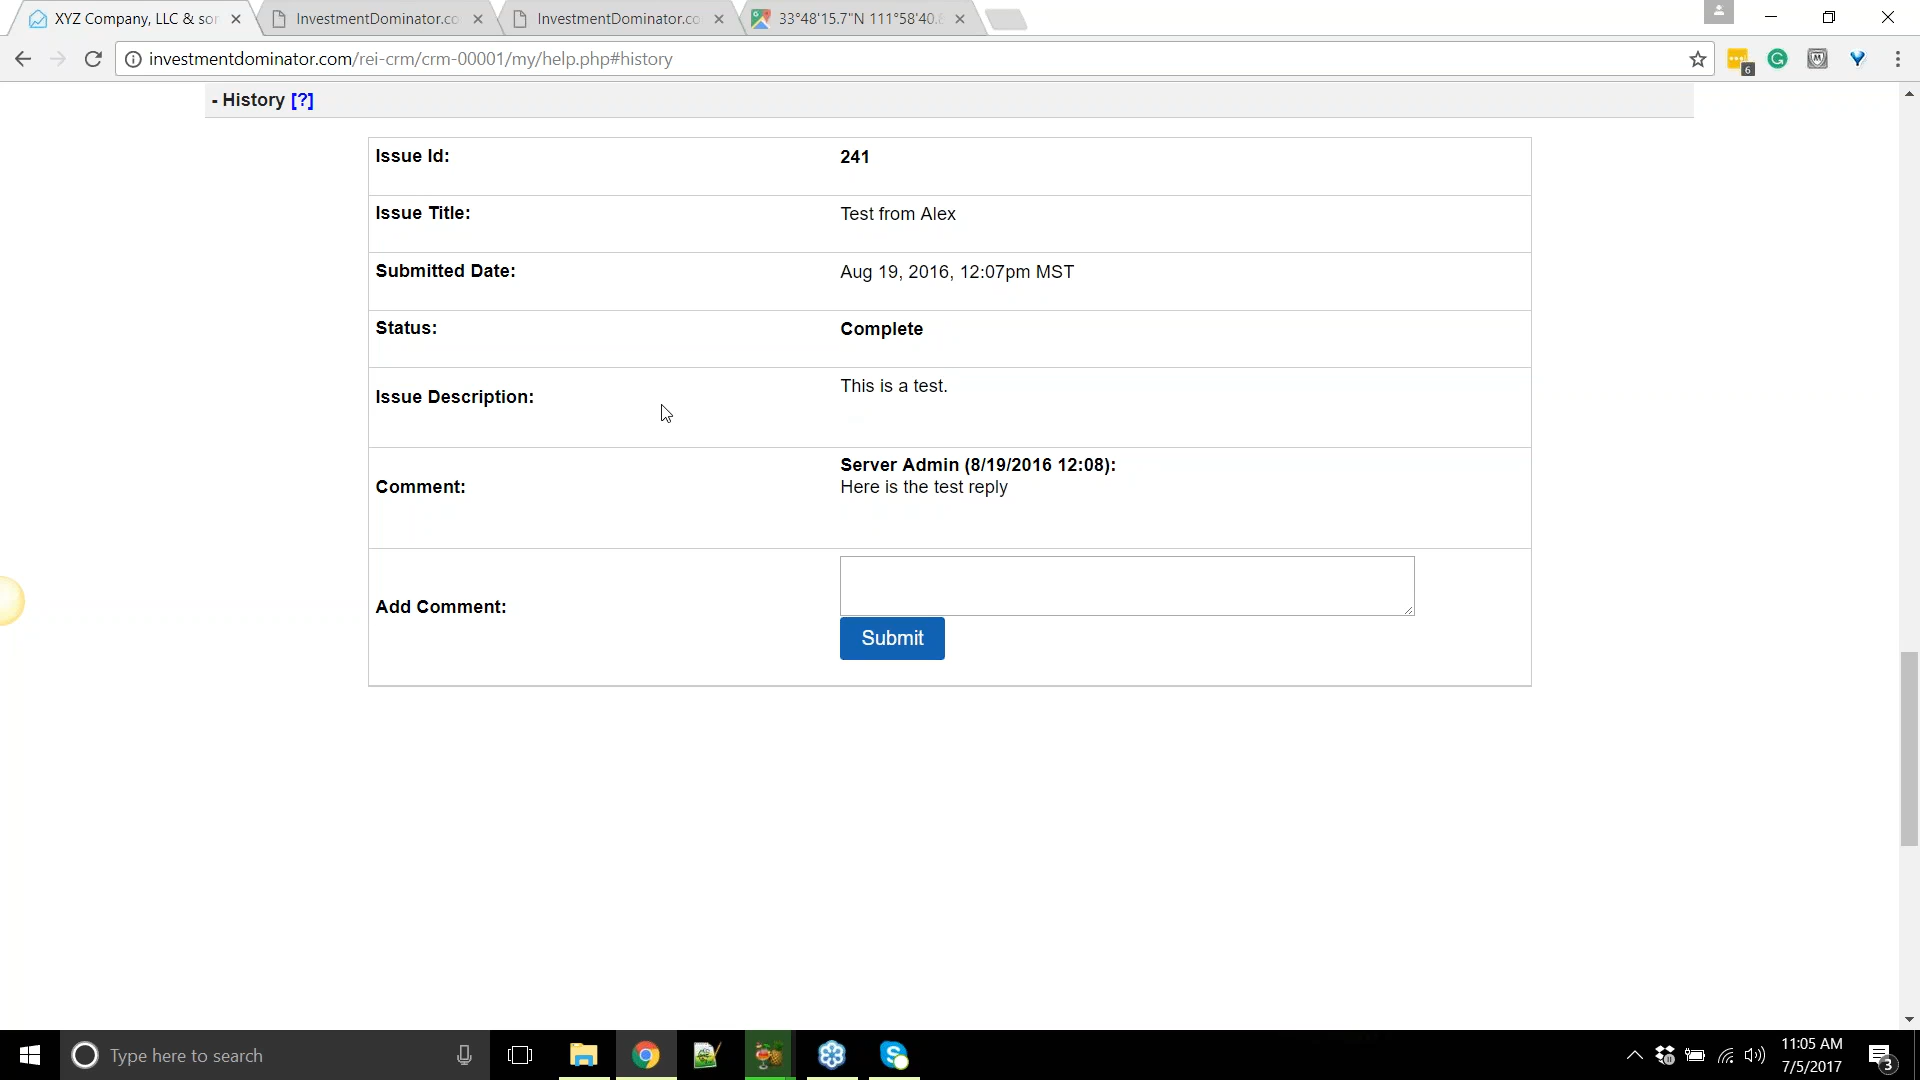 XYZ Company, LLC & sor
InvestmentDominator.co
InvestmentDominator.co
33°48'15.7"N 111°58'40.
investmentdominator.com/rei-crm/crm-00001/my/help.php#history
6
- History [?]
Issue Id:
241
Issue Title:
Test from Alex
Submitted Date:
Aug 19, 2016, 12:07pm MST
Status:
Complete
Issue Description:
This is a test.
Comment:
Server Admin (8/19/2016 12:08):
Here is the test reply
Add Comment:
Submit
Type here to search
11:05 AM
7/5/2017
3